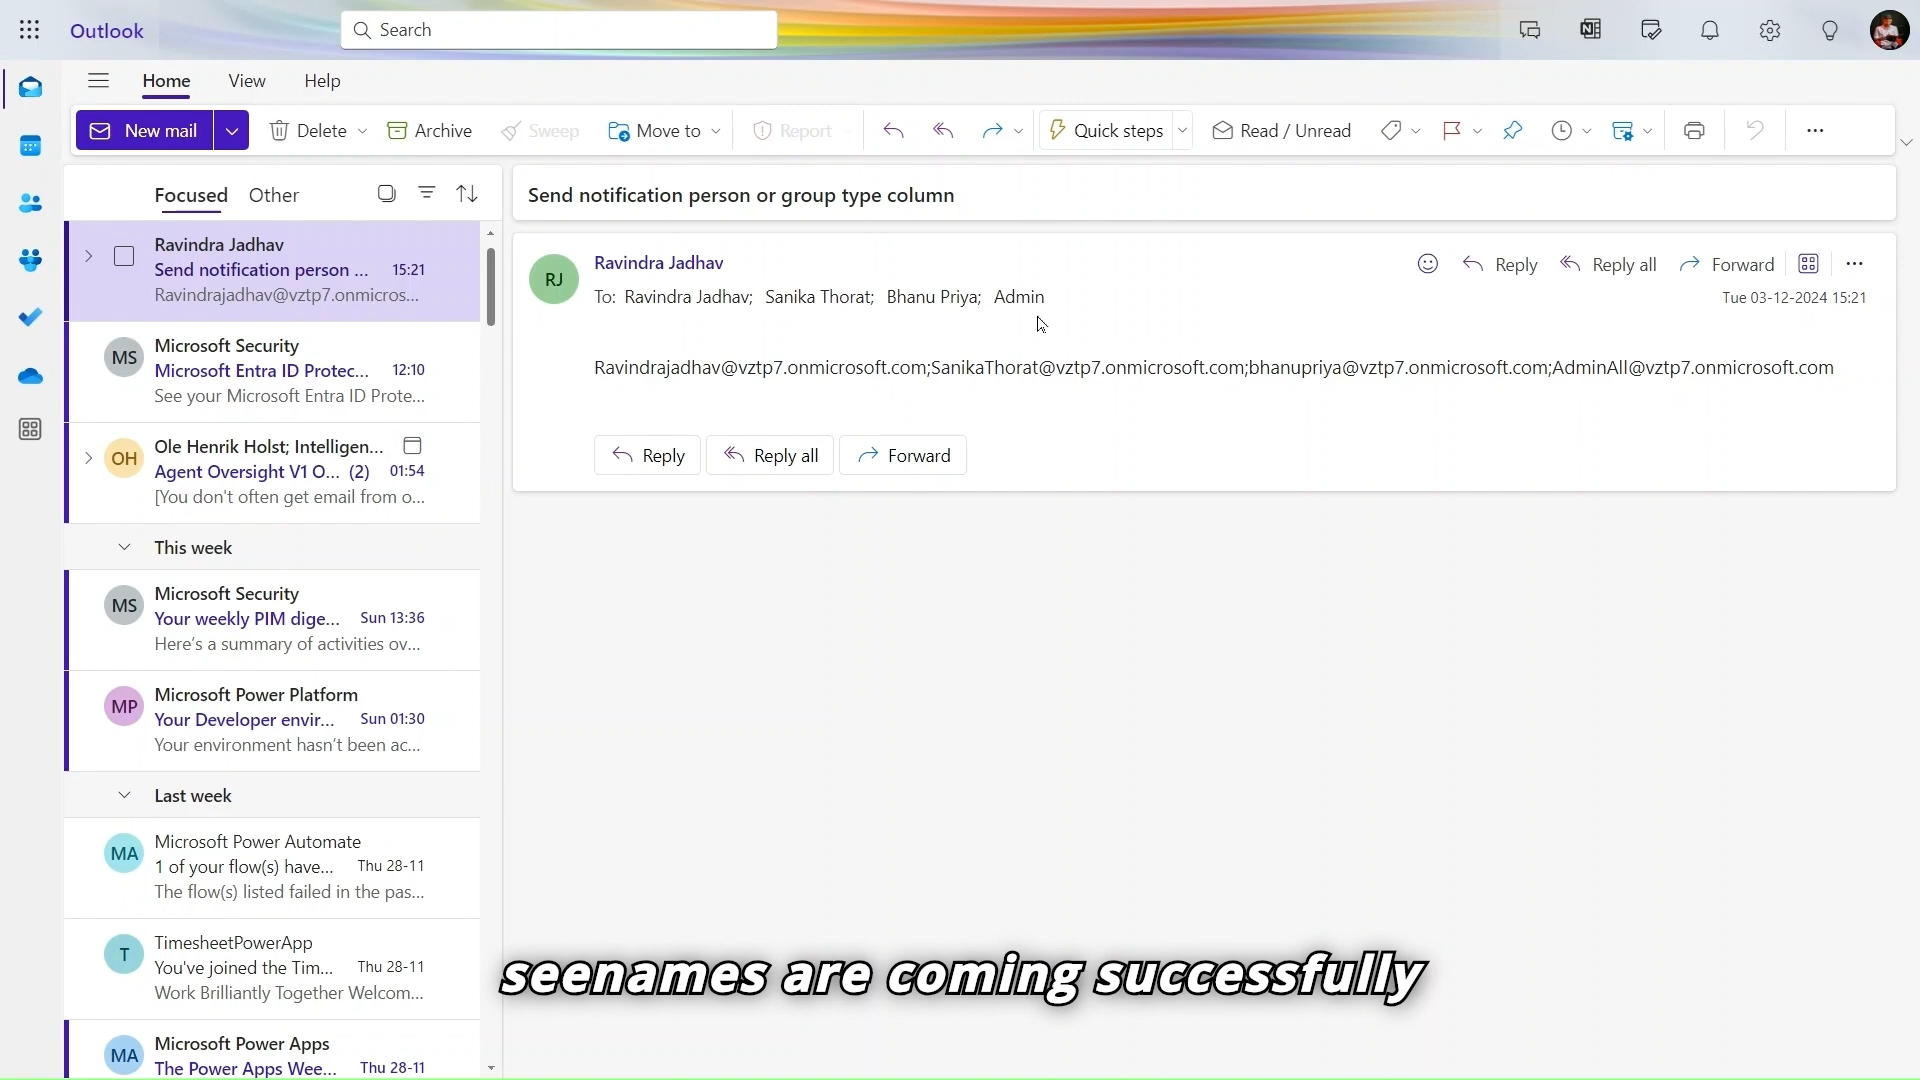 Outlook
Search
Home View Help
New mail Delete Archive Sweep Move to Report Quick steps Read / Unread
Focused Other
Ravindra Jadhav
Send notification person ... 15:21
Ravindrajadhav@vztp7.onmicros...
MS
Microsoft Security
Microsoft Entra ID Protec... 12:10
See your Microsoft Entra ID Prote...
OH
Ole Henrik Holst; Intelligen...
Agent Oversight V1 O... (2) 01:54
[You don't often get email from o...
This week
MS
Microsoft Security
Your weekly PIM dige... Sun 13:36
Here's a summary of activities ov...
MP
Microsoft Power Platform
Your Developer envir... Sun 01:30
Your environment hasn't been ac...
Last week
MA
Microsoft Power Automate
1 of your flow(s) have... Thu 28-11
The flow(s) listed failed in the pas...
T
TimesheetPowerApp
You've joined the Tim... Thu 28-11
Work Brilliantly Together Welcom...
MA
Microsoft Power Apps
The Power Apps Wee... Thu 28-11
Send notification person or group type column
RJ
Ravindra Jadhav
To: Ravindra Jadhav; Sanika Thorat; Bhanu Priya; Admin
Reply Reply all Forward
Tue 03-12-2024 15:21
Ravindrajadhav@vztp7.onmicrosoft.com;SanikaThorat@vztp7.onmicrosoft.com;bhanupriya@vztp7.onmicrosoft.com;AdminAll@vztp7.onmicrosoft.com
Reply Reply all Forward
seenames are coming successfully